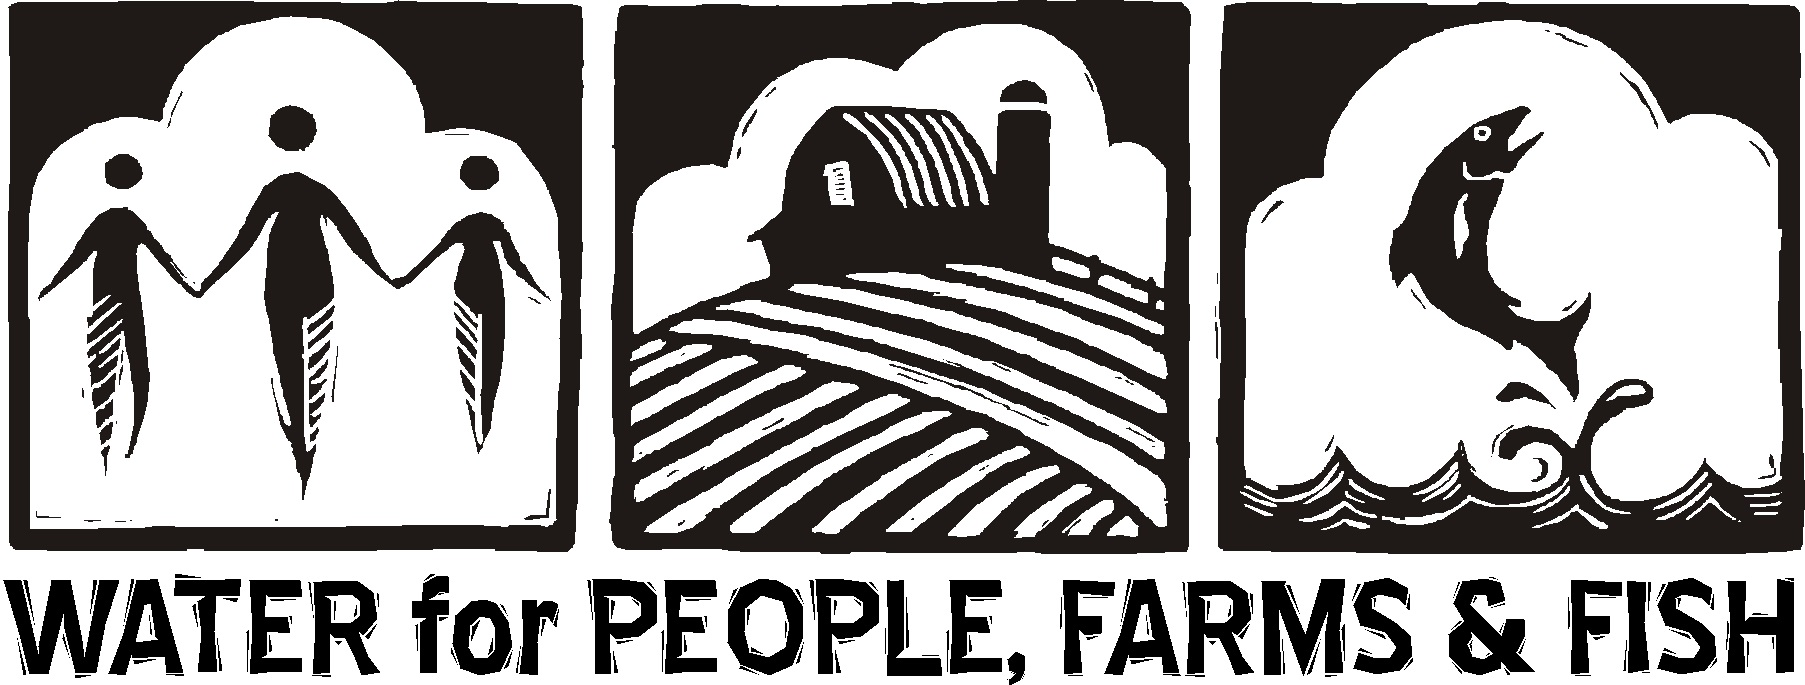 WATER for PEOPLE, FARMS & FISH